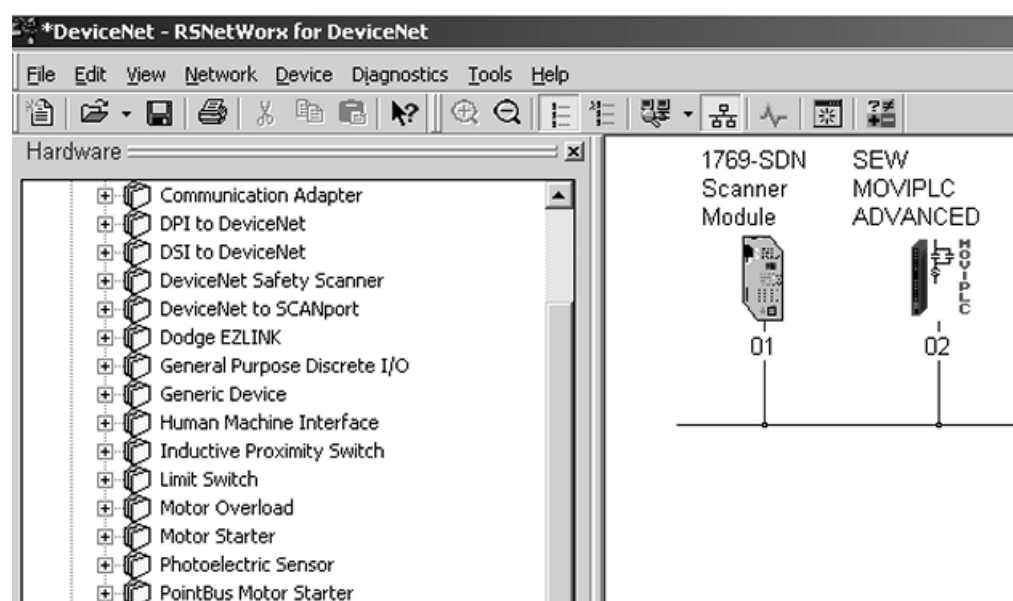 *DeviceNet - RSNetWorx for DeviceNet
File Edit View Network Device Diagnostics Tools Help
Hardware
Communication Adapter
DPI to DeviceNet
DSI to DeviceNet
DeviceNet Safety Scanner
DeviceNet to SCANport
Dodge EZLINK
General Purpose Discrete I/O
Generic Device
Human Machine Interface
Inductive Proximity Switch
Limit Switch
Motor Overload
Motor Starter
Photoelectric Sensor
PointBus Motor Starter
1769-SDN
Scanner
Module
01
SEW
MOVIPLC
ADVANCED
MOVIPLC
02